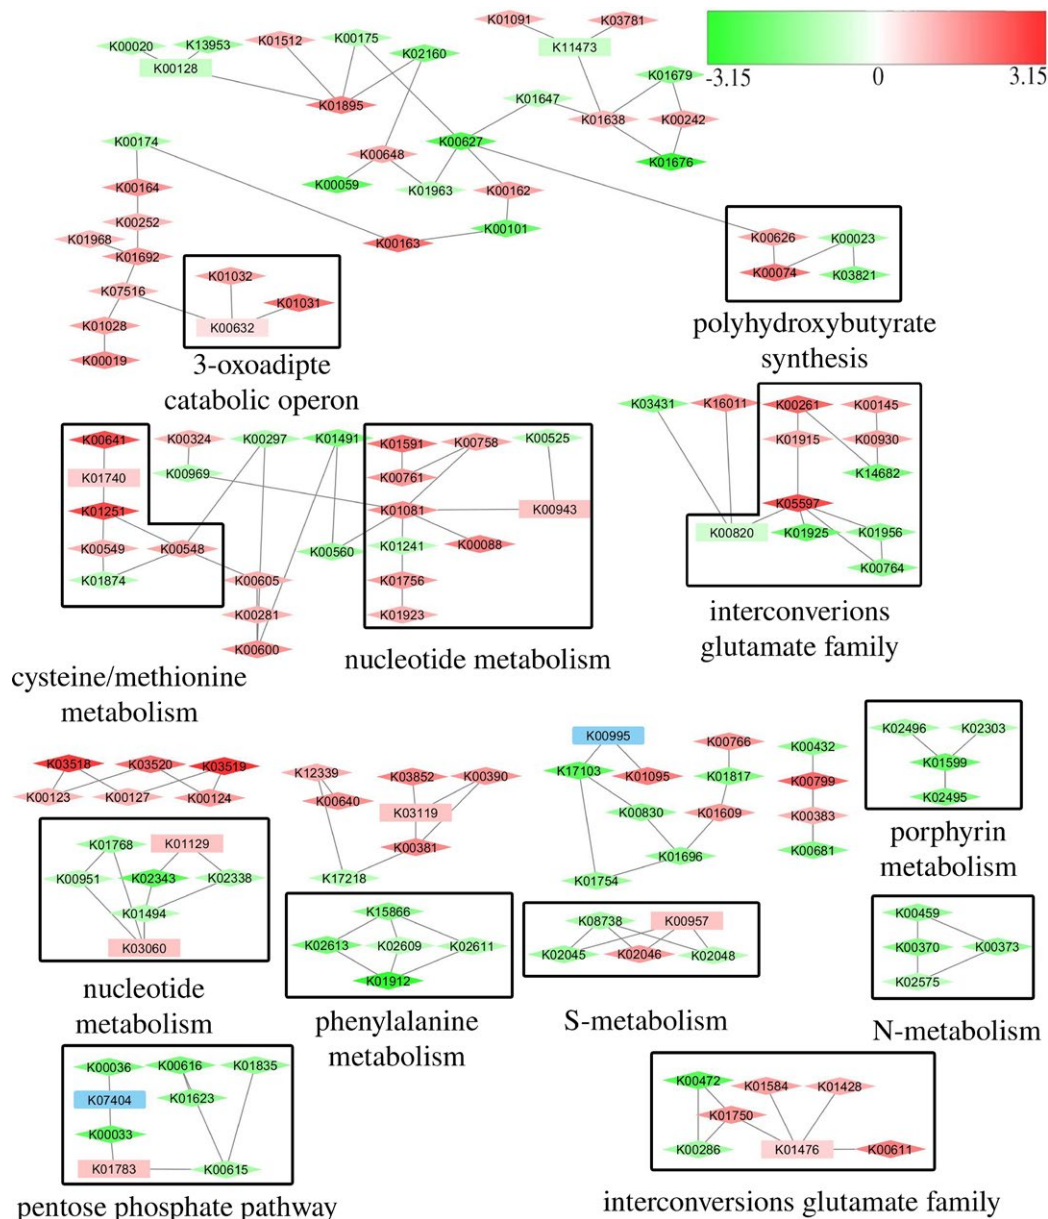 K01091 K03781
K00020 K13953 K01512 K00175 K02160 K11473
K00128
-3.15 0 3.15
K01679
K01895 K01647 K01638 K00242
K00174 K00627
K00648 K01676
K00164 K00059 K01963 K00162
K00252 K00101
K01968 K00163 K00626 K00023
K01692 K00074 K03821
K01032
K07516 K01031
K00632
K01028
K00019
polyhydroxybutyrate
synthesis
3-oxoadipte
catabolic operon
K03431 K16011 K00261 K00145
K00641 K00324 K00297 K01491 K01591 K00758 K00525 K01915 K00930
K01740 K00969 K00761 K14682
K01251 K01081 K00943 K05597
K00549 K00548 K00560 K01241 K00088 K00820 K01925 K01956
K01874 K00605 K01756 K00764
K00281 K01923
K00600
interconverions
glutamate family
nucleotide metabolism
cysteine/methionine
metabolism
K00995 K00766 K00432 K02496 K02303
K03518 K03520 K03519 K12339 K03852 K00390 K17103 K01095 K01817 K00799 K01599
K00123 K00127 K00124 K00640 K03119 K00830 K01609 K00383 K02495
K01768 K01129 K00381 K01696 K00681
K00951 K02343 K02338 K17218 K01754
porphyrin
metabolism
K01494 K15866 K08738 K00957 K00459
K03060 K02613 K02609 K02611 K02045 K02046 K02048 K00370 K00373
K01912 K02575
nucleotide
metabolism
phenylalanine
metabolism
S-metabolism
N-metabolism
K00036 K00616 K01835 K00472 K01584 K01428
K07404 K01623 K01750
K00033 K00286 K01476 K00611
K01783 K00615
pentose phosphate pathway
interconversions glutamate family